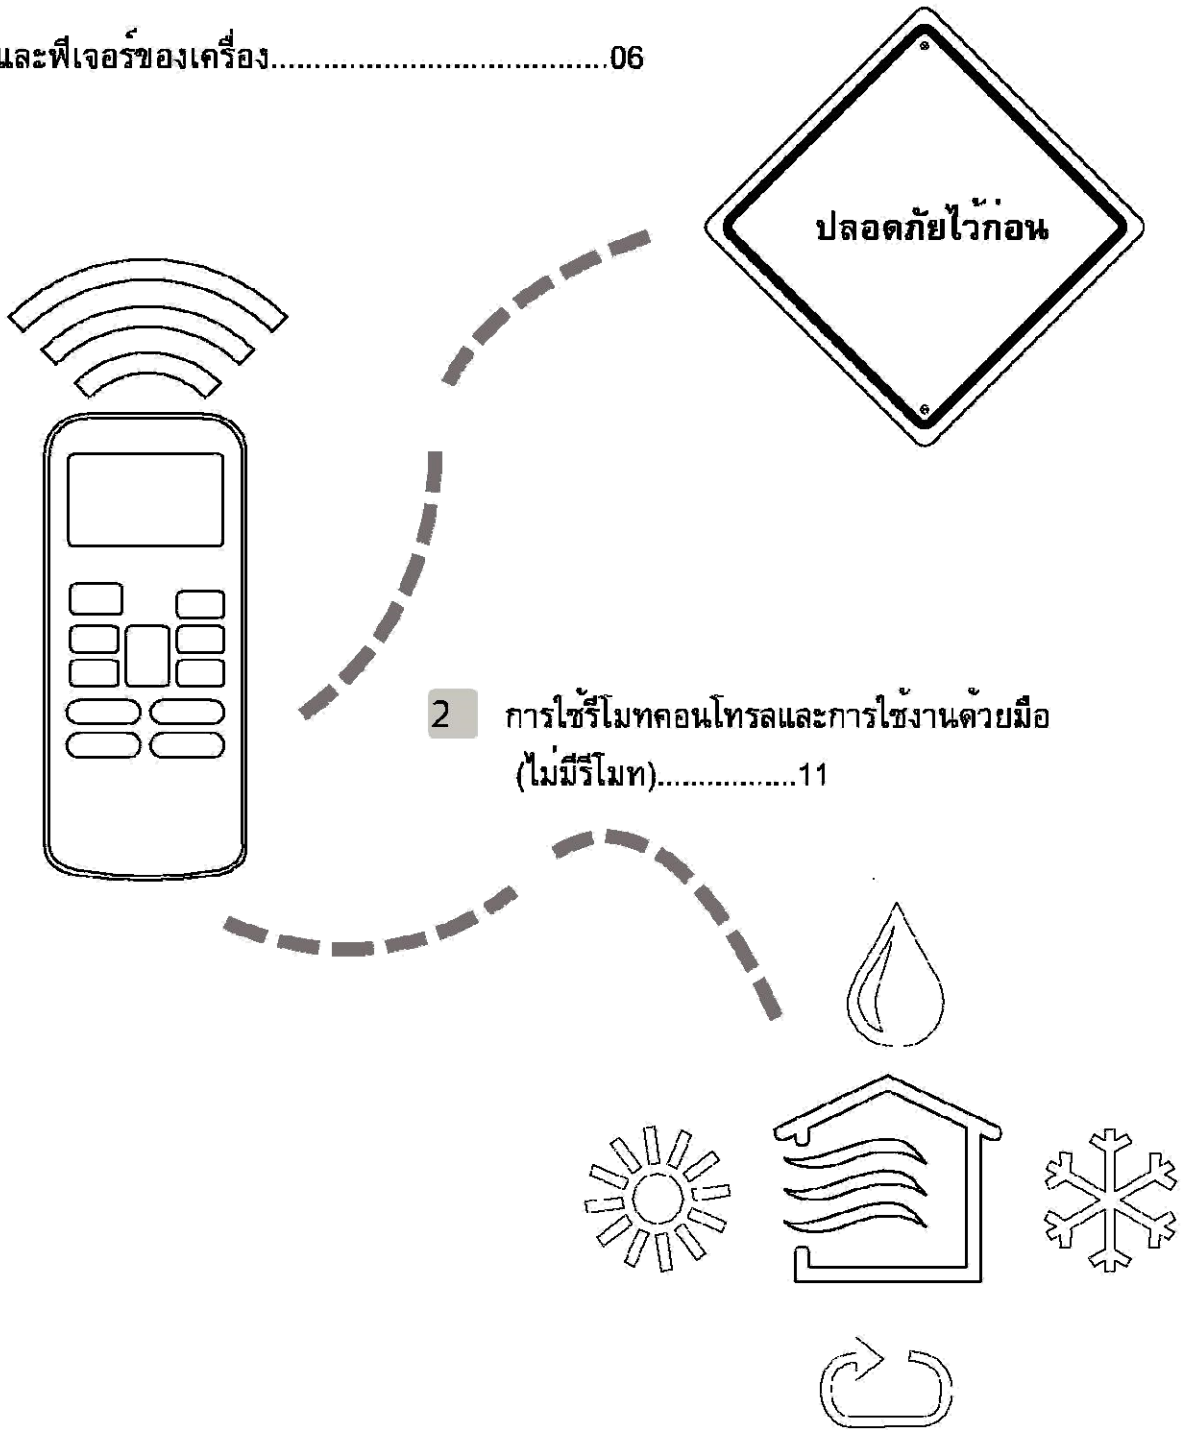 และฟีเจอร์ของเครื่อง........................................06
ปลอดภัยไว้ก่อน
2 การใช้รีโมทคอนโทรลและการใช้งานด้วยมือ
(ไม่มีรีโมท).................11